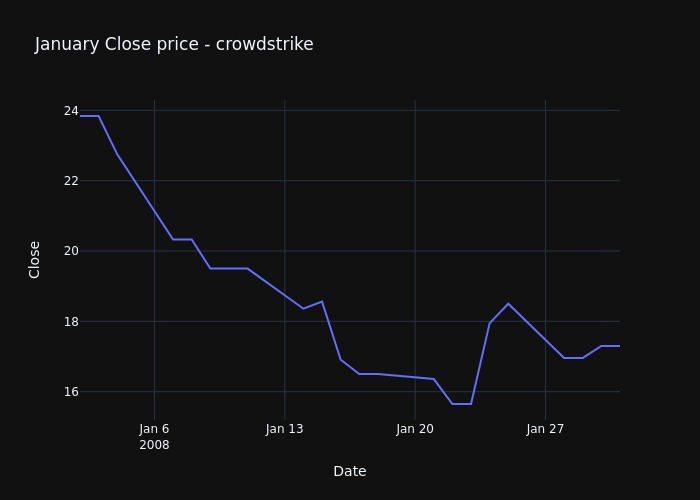 January Close price - crowdstrike
24
22
20
18
16
Close
Jan 6
2008
Jan 13
Jan 20
Jan 27
Date